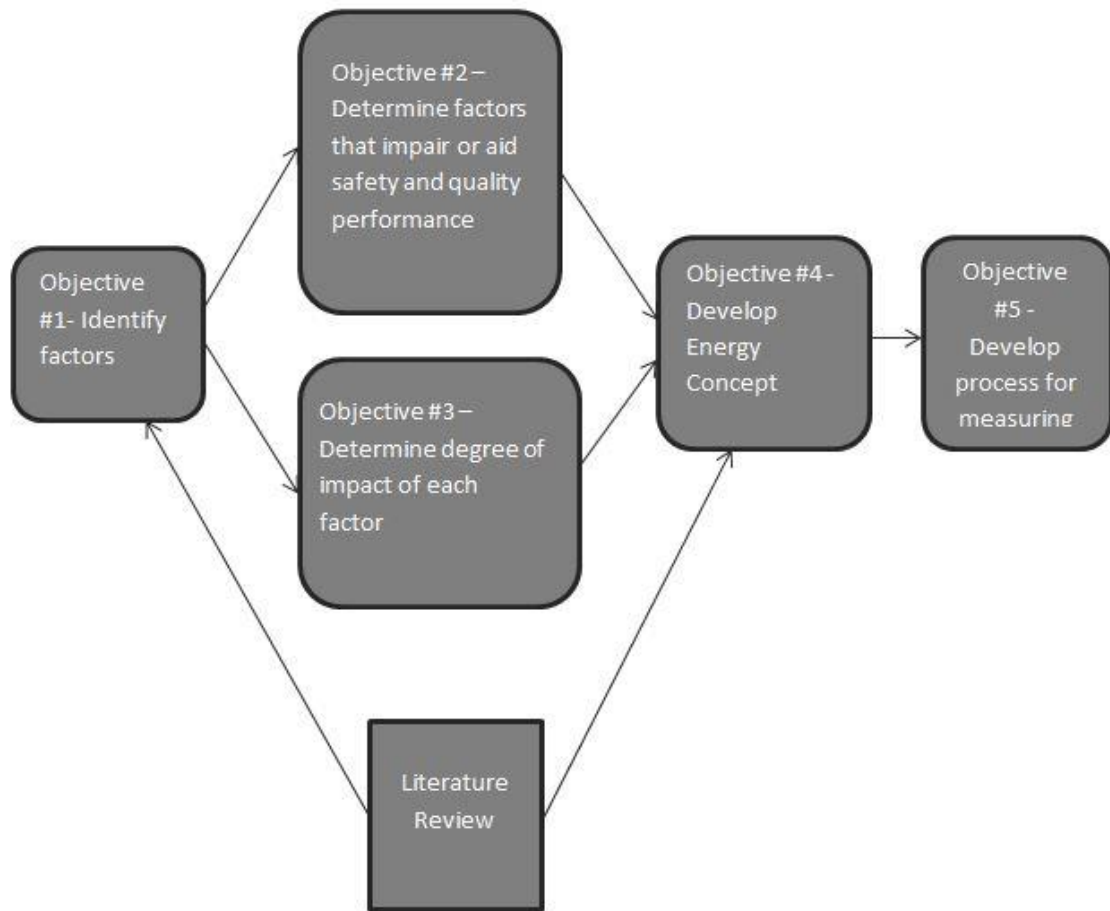 Objective #2 –
Determine factors
that impair or aid
safety and quality
performance
Objective
#1- Identify
factors
Objective #4 -
Develop
Energy
Concept
Objective
#5 -
Develop
process for
measuring
Objective #3 –
Determine degree of
impact of each
factor
Literature
Review